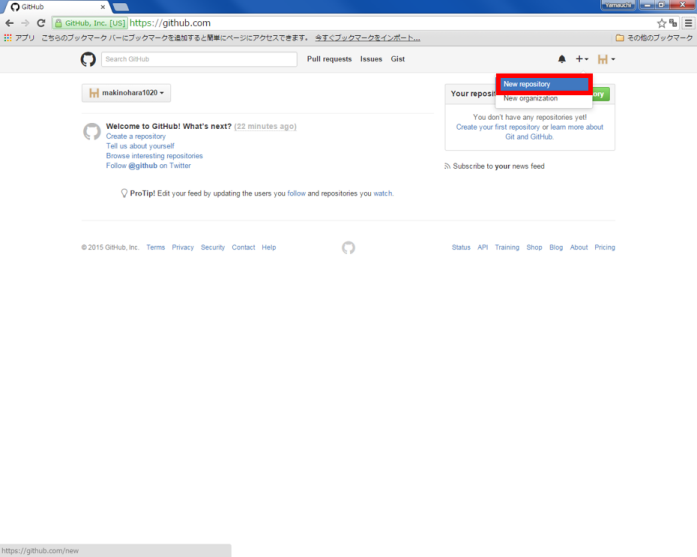 GitHub
Yamauchi
GitHub, Inc. [US] https://github.com
アプリ こちらのブックマーク バーにブックマークを追加すると簡単にページにアクセスできます。 今すぐブックマークをインポート... その他のブックマーク
Search GitHub Pull requests Issues Gist
New repository
New organization
makinohara1020
Your reposi
ory
Welcome to GitHub! What's next? (22 minutes ago)
Create a repository
Tell us about yourself
Browse interesting repositories
Follow @github on Twitter
You don't have any repositories yet!
Create your first repository or learn more about
Git and GitHub
Subscribe to your news feed
ProTip! Edit your feed by updating the users you follow and repositories you watch.
© 2015 GitHub, Inc. Terms Privacy Security Contact Help Status API Training Shop Blog About Pricing
https://github.com/new